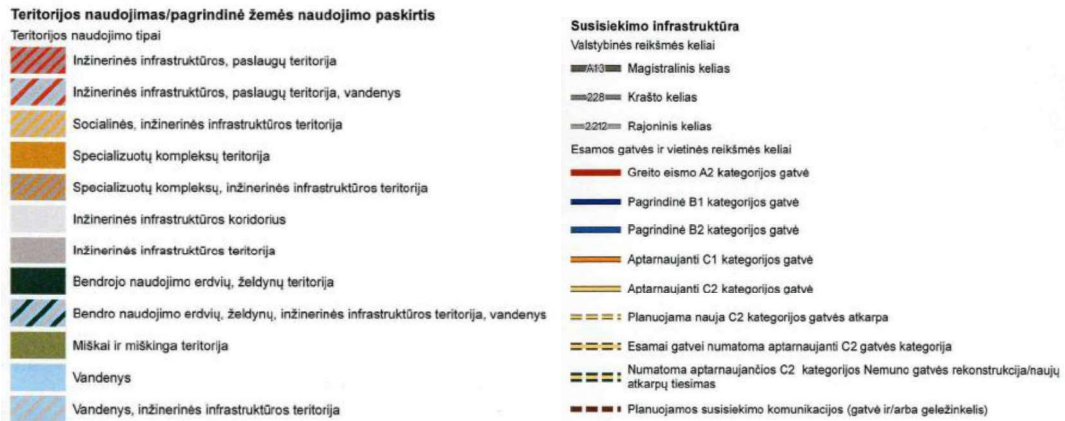 Teritorijos naudojimas/pagrindinė žemės naudojimo paskirtis
Teritorijos naudojimo tipai
Inžinerinės infrastruktūros, paslaugų teritorija
Inžinerinės infrastruktūros, paslaugų teritorija, vandenys
Socialinės, inžinerinės infrastruktūros teritorija
Specializuotų kompleksų teritorija
Specializuotų kompleksų, inžinerinės infrastruktūros teritorija
Inžinerinės infrastruktūros koridorius
Inžinerinės infrastruktūros teritorija
Bendrojo naudojimo erdvių, želdynų teritorija
Bendro naudojimo erdvių, želdynų, inžinerinės infrastruktūros teritorija, vandenys
Miškai ir miškinga teritorija
Vandenys
Vandenys, inžinerinės infrastruktūros teritorija
Susisiekimo infrastruktūra
Valstybinės reikšmės keliai
A13 Magistralinis kelias
228 Krašto kelias
2212 Rajoninis kelias
Esamos gatvės ir vietinės reikšmės keliai
Greito eismo A2 kategorijos gatvė
Pagrindinė B1 kategorijos gatvė
Pagrindinė B2 kategorijos gatvė
Aptarnaujanti C1 kategorijos gatvė
Aptarnaujanti C2 kategorijos gatvė
Planuojama nauja C2 kategorijos gatvės atkarpa
Esamai gatvei numatoma aptarnaujanti C2 gatvės kategorija
Numatoma aptarnaujančios C2 kategorijos Nemuno gatvės rekonstrukcija/naujų
atkarpų tiesimas
Planuojamos susisiekimo komunikacijos (gatvė ir/arba geležinkelis)